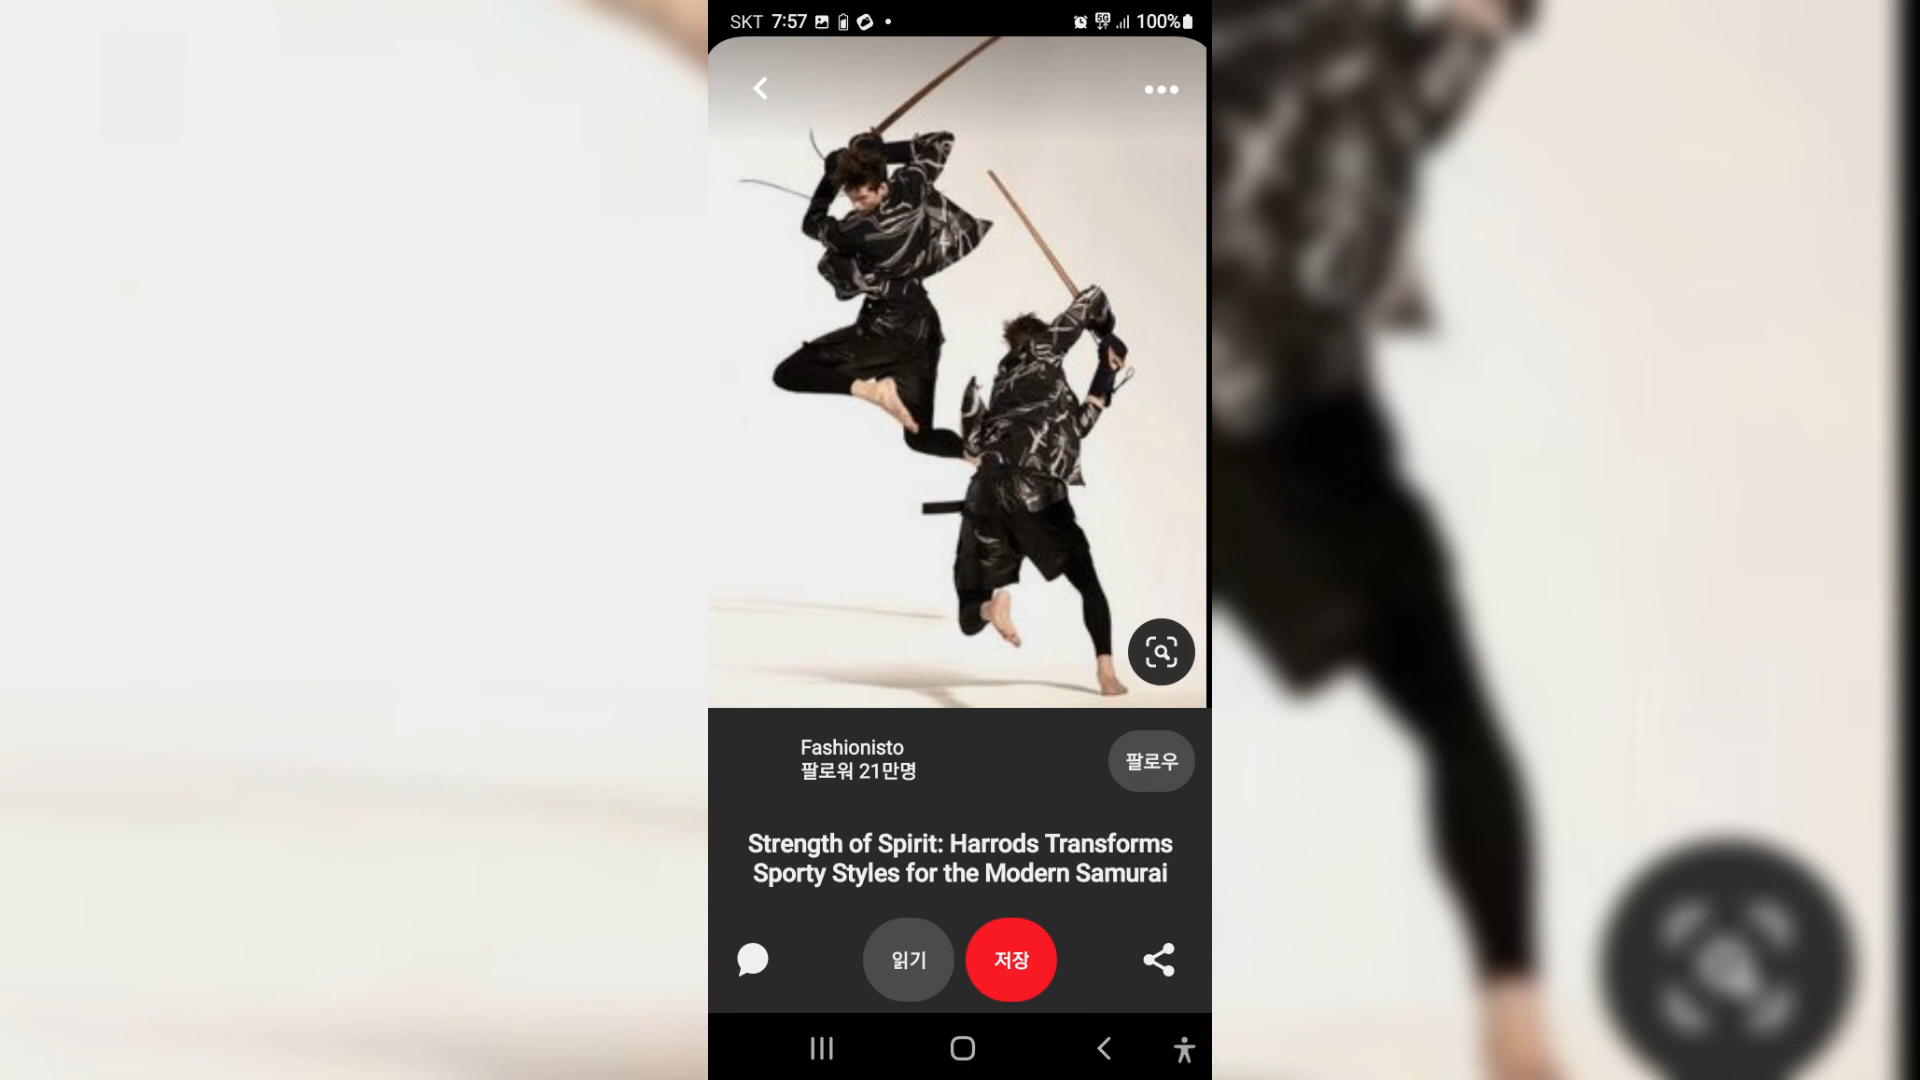 SKT 7:57
5G 100%
Fashionisto
팔로워 21만명
팔로우
Strength of Spirit: Harrods Transforms
Sporty Styles for the Modern Samurai
읽기
저장